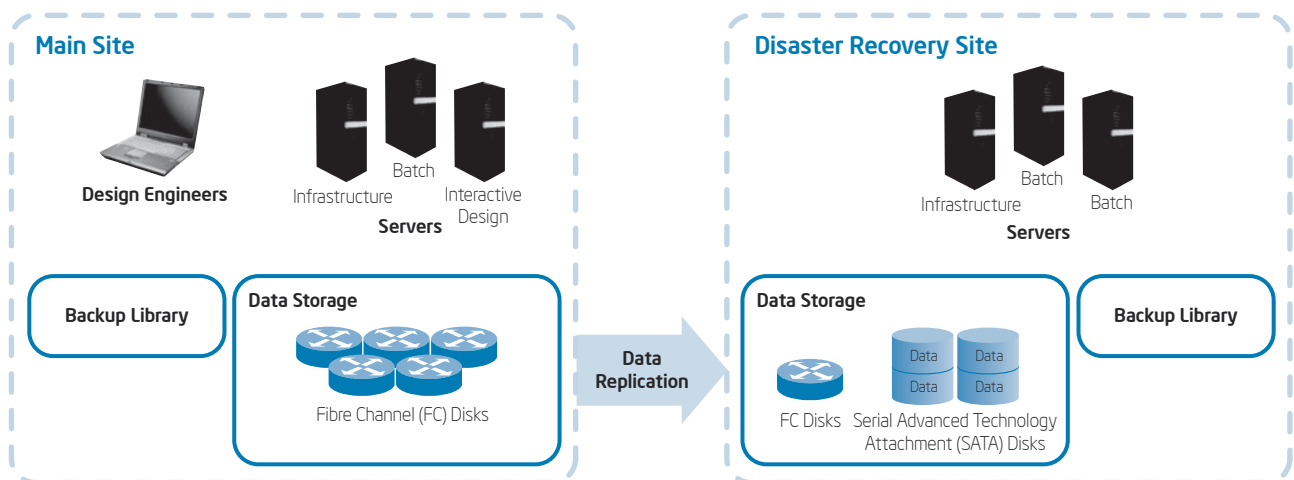 Main Site
Design Engineers
Infrastructure
Batch
Interactive
Design
Servers
Backup Library
Data Storage
Fibre Channel (FC) Disks
Data
Replication
Disaster Recovery Site
Infrastructure
Batch
Batch
Servers
Data Storage
FC Disks
Data
Data
Data
Data
Serial Advanced Technology
Attachment (SATA) Disks
Backup Library